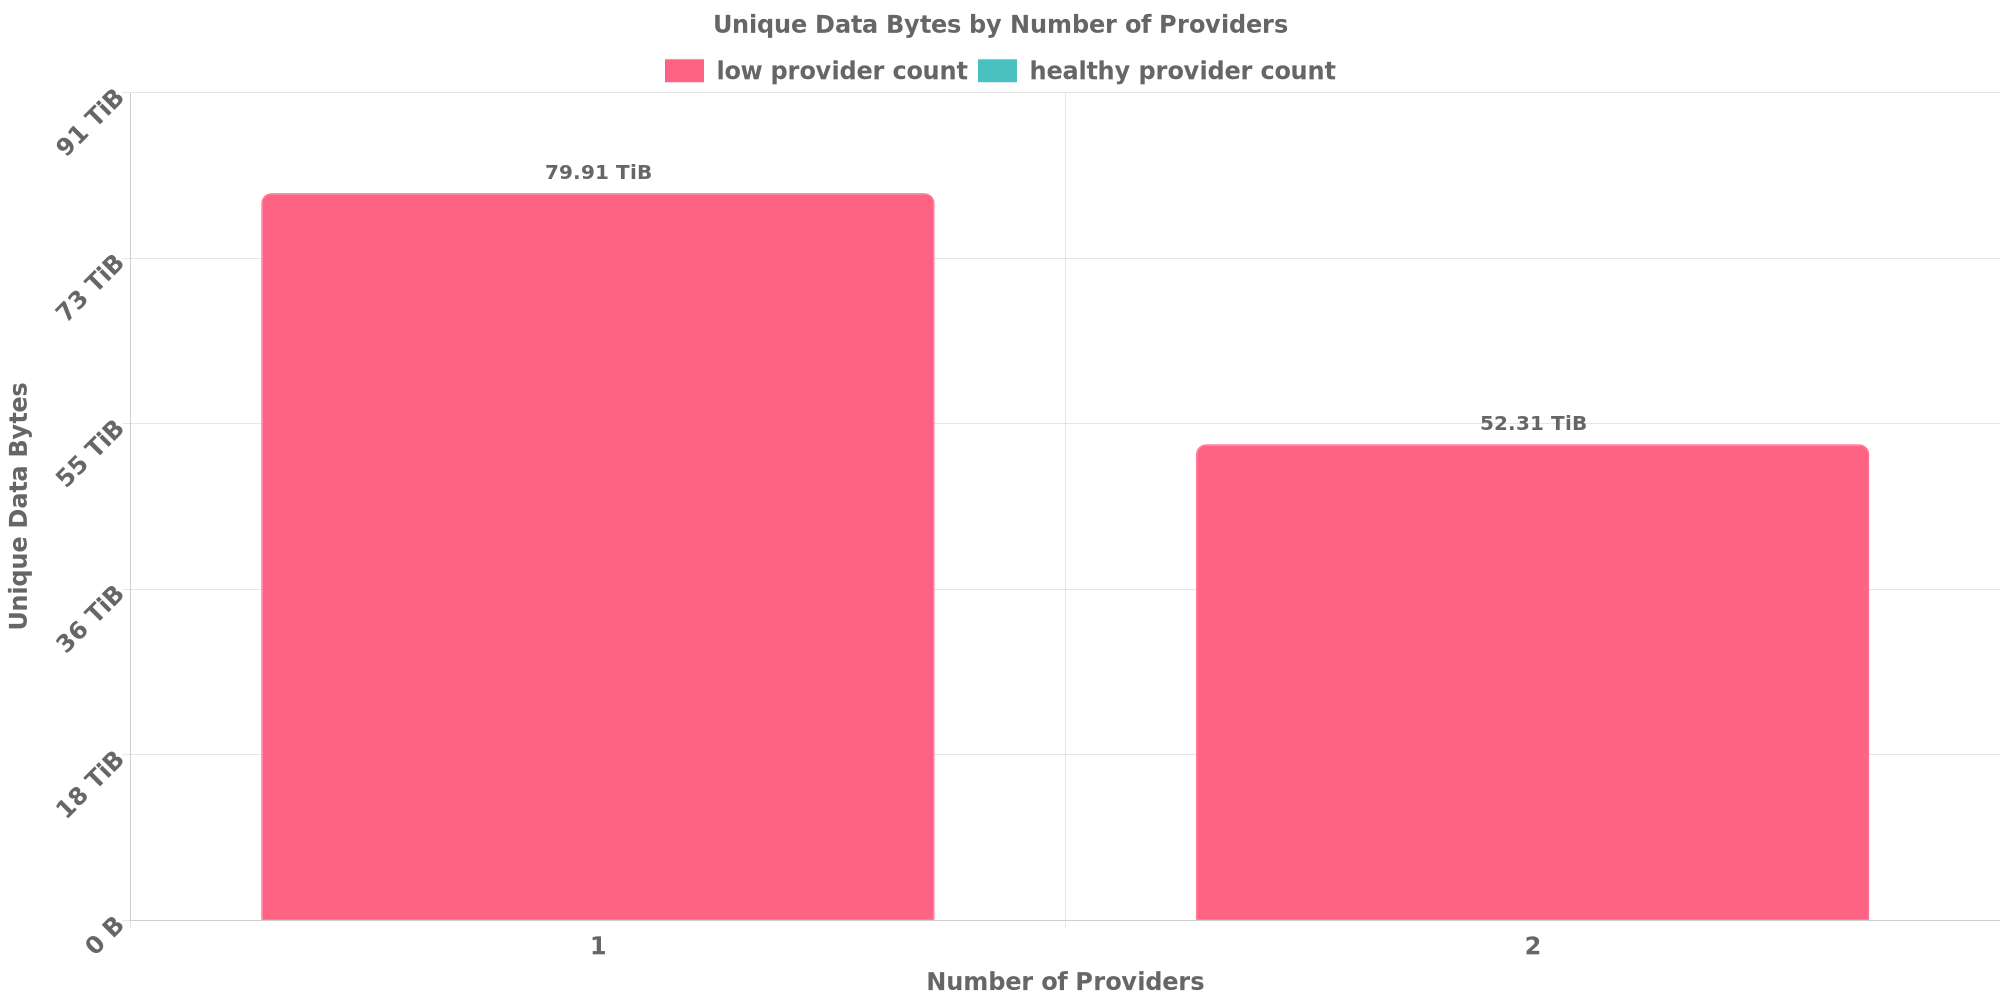 Unique Data Bytes by Number of Providers
low provider count
healthy provider count
91 TiB
73 TiB
55 TiB
36 TiB
18 TiB
0 B
Unique Data Bytes
79.91 TiB
52.31 TiB
1
2
Number of Providers